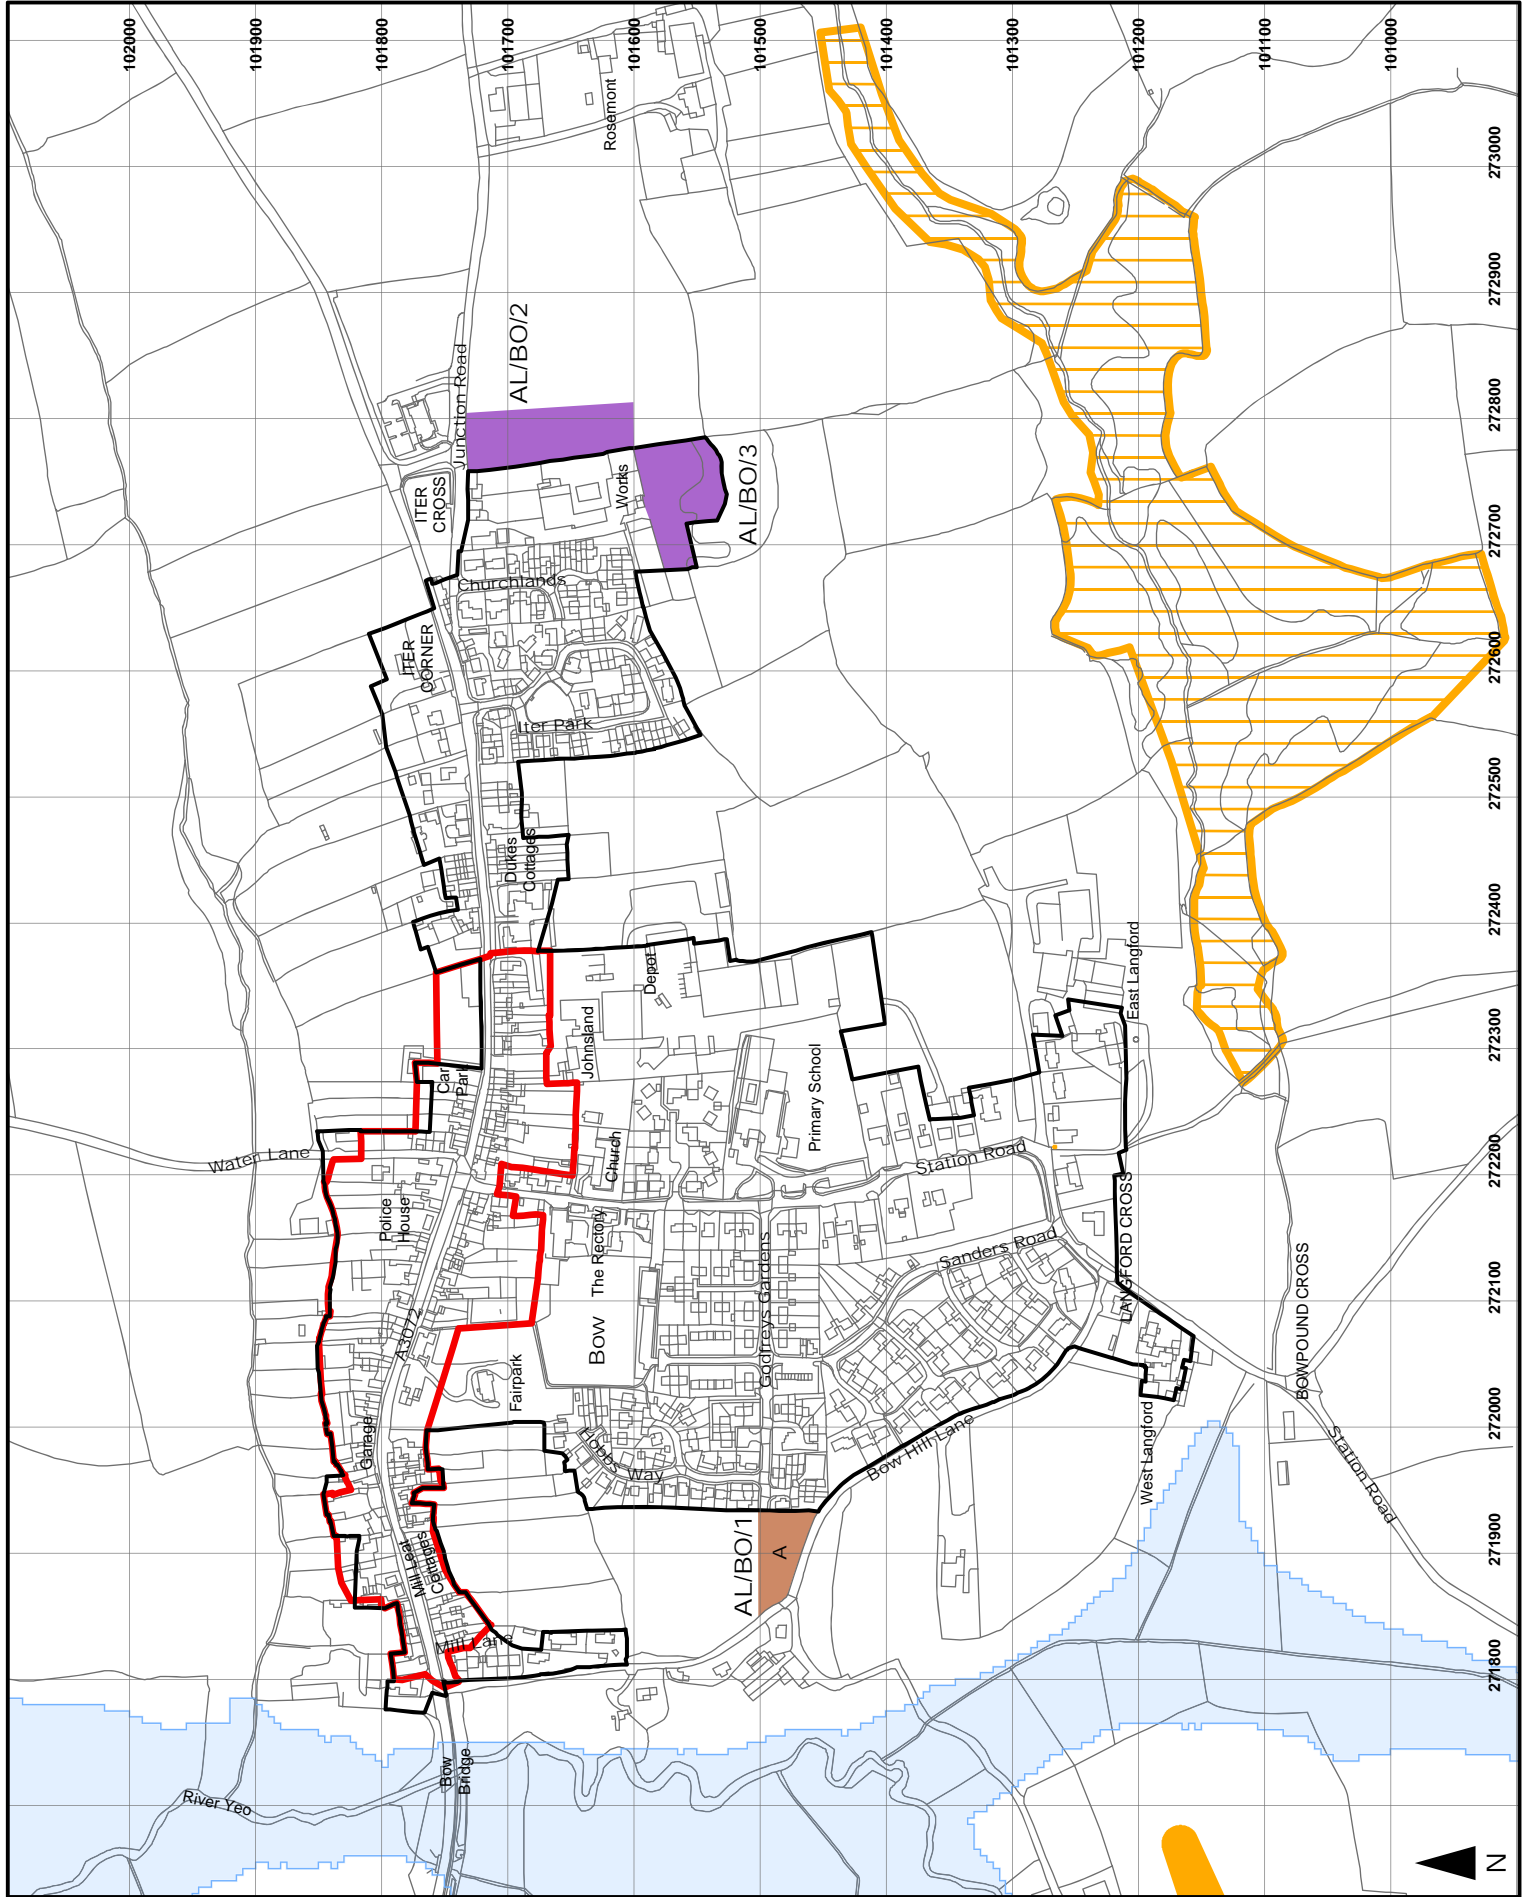 102000
101900
101800
101700
101600
101500
101400
101300
101200
101100
101000
273000
272900
272800
272700
272600
272500
272400
272300
272200
272100
272000
271900
271800
Rosemont
AL/BO/2
Junction Road
ITER
CROSS
Works
AL/BO/3
Churchlands
ITER
CORNER
Iter Park
Dukes
Cottages
Depot
Johnsland
East Langford
Car
Park
Primary School
Water Lane
Church
Station Road
Police
House
The Rectory
LANGFORD CROSS
Sanders Road
Godfreys Gardens
BOWPOUND CROSS
A3072
BOW
Fairpark
Garage
Hobbs Way
Bow Hill Lane
West Langford
Station Road
Mill Leat
Cottages
AL/BO/1
A
Mill Lane
Bow
Bridge
River Yeo
N